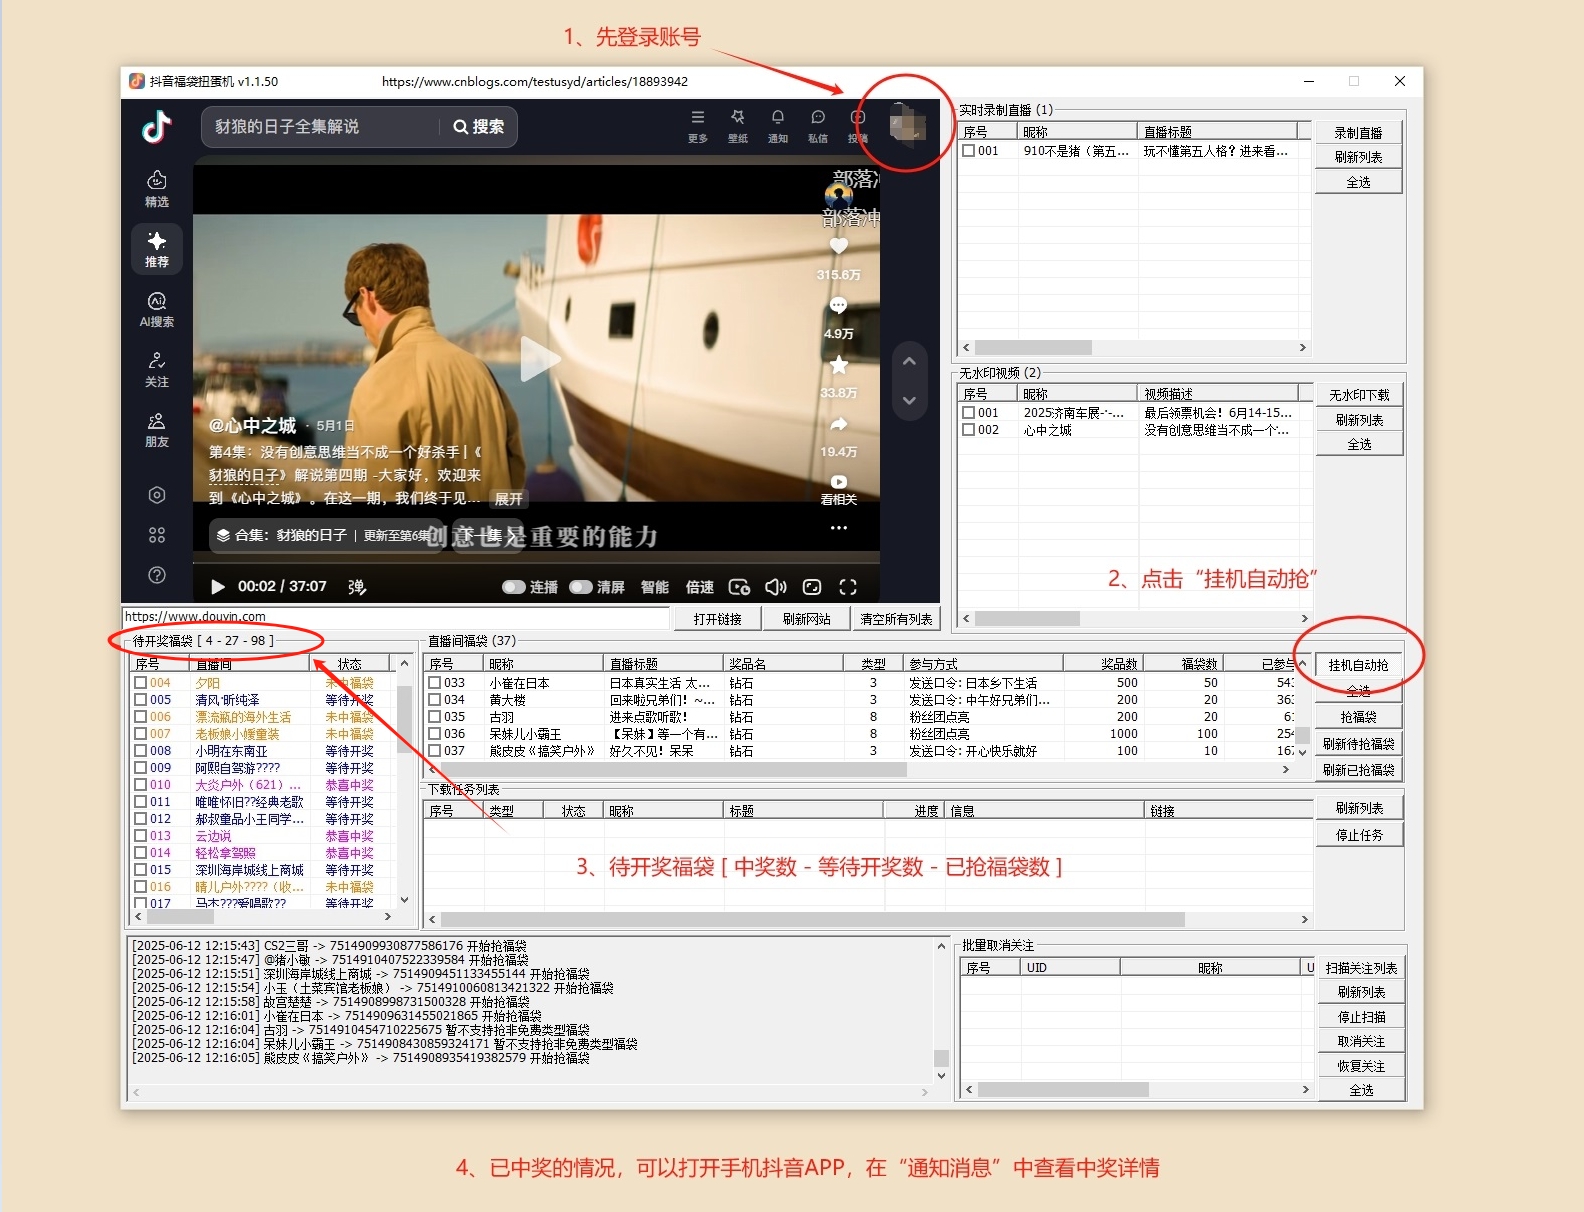 1、先登录账号
抖音福袋扭蛋机 v1.1.50
https://www.cnblogs.com/testusyd/articles/18893942
豺狼的日子全集解说
搜索
更多
壁纸
通知
私信
精选
推荐
AI搜索
关注
朋友
部落冲
部落冲
315.6万
4.9万
33.8万
19.4万
看相关
@心中之城 · 5月1日
第4集：没有创意思维当不成一个好杀手 |《
豺狼的日子》解说第四期 -大家好，欢迎来
到《心中之城》。在这一期，我们终于见... 展开
合集：豺狼的日子 | 更新至第6集
下一集
创意也是重要的能力
00:02 / 37:07
弹
连播
清屏
智能
倍速
https://www.douyin.com
打开链接
刷新网站
清空所有列表
实时录制直播 (1)
序号 昵称 直播标题
001 910不是猪（第五... 玩不懂第五人格？进来看...
录制直播
刷新列表
全选
无水印视频 (2)
序号 昵称 视频描述
001 2025济南车展-·-... 最后领票机会！6月14-15...
002 心中之城 没有创意思维当不成一个...
无水印下载
刷新列表
全选
2、点击“挂机自动抢”
待开奖福袋 [ 4 - 27 - 98 ]
序号 直播间 状态
004 夕阳 未中福袋
005 清风·昕纯泽 等待开奖
006 漂流瓶的海外生活 未中福袋
007 老板娘小媛童装 未中福袋
008 小明在东南亚 等待开奖
009 阿熙自驾游???? 等待开奖
010 大炎户外（621）... 恭喜中奖
011 唯唯怀旧??经典老歌 等待开奖
012 郝叔童品小王同学... 等待开奖
013 云边说 恭喜中奖
014 轻松拿驾照 恭喜中奖
015 深圳海岸城线上商城 等待开奖
016 晴儿户外????（收... 未中福袋
017 马杰???爱唱歌?? 等待开奖
直播间福袋 (37)
序号 昵称 直播标题 奖品名 类型 参与方式 奖品数 福袋数 已参与
033 小崔在日本 日本真实生活 太... 钻石 3 发送口令: 日本乡下生活 500 50 543
034 黄大楼 回来啦兄弟们！~... 钻石 3 发送口令: 中午好兄弟们... 200 20 363
035 古羽 进来点歌听歌！ 钻石 8 粉丝团点亮 200 20 61
036 呆妹儿小霸王 【呆妹】等一个有... 钻石 8 粉丝团点亮 1000 100 254
037 熊皮皮《搞笑户外》 好久不见！呆呆 钻石 3 发送口令: 开心快乐就好 100 10 167
挂机自动抢
全选
抢福袋
刷新待抢福袋
刷新已抢福袋
下载任务列表
序号 类型 状态 昵称 标题 进度 信息 链接
刷新列表
停止任务
3、待开奖福袋 [ 中奖数 - 等待开奖数 - 已抢福袋数 ]
[2025-06-12 12:15:43] CS2三哥 -> 7514909930877586176 开始抢福袋
[2025-06-12 12:15:47] @猪小敏 -> 7514910407522339584 开始抢福袋
[2025-06-12 12:15:51] 深圳海岸城线上商城 -> 7514909451133455144 开始抢福袋
[2025-06-12 12:15:54] 小玉（土菜宾馆老板娘） -> 7514910060813421322 开始抢福袋
[2025-06-12 12:15:58] 故宫楚楚 -> 7514908998731500328 开始抢福袋
[2025-06-12 12:16:01] 小崔在日本 -> 7514909631455021865 开始抢福袋
[2025-06-12 12:16:04] 古羽 -> 7514910454710225675 暂不支持抢非免费类型福袋
[2025-06-12 12:16:04] 呆妹儿小霸王 -> 7514908430859324171 暂不支持抢非免费类型福袋
[2025-06-12 12:16:05] 熊皮皮《搞笑户外》 -> 7514908935419382579 开始抢福袋
批量取消关注
序号 UID 昵称 U
扫描关注列表
刷新列表
停止扫描
取消关注
恢复关注
全选
4、已中奖的情况，可以打开手机抖音APP，在“通知消息”中查看中奖详情